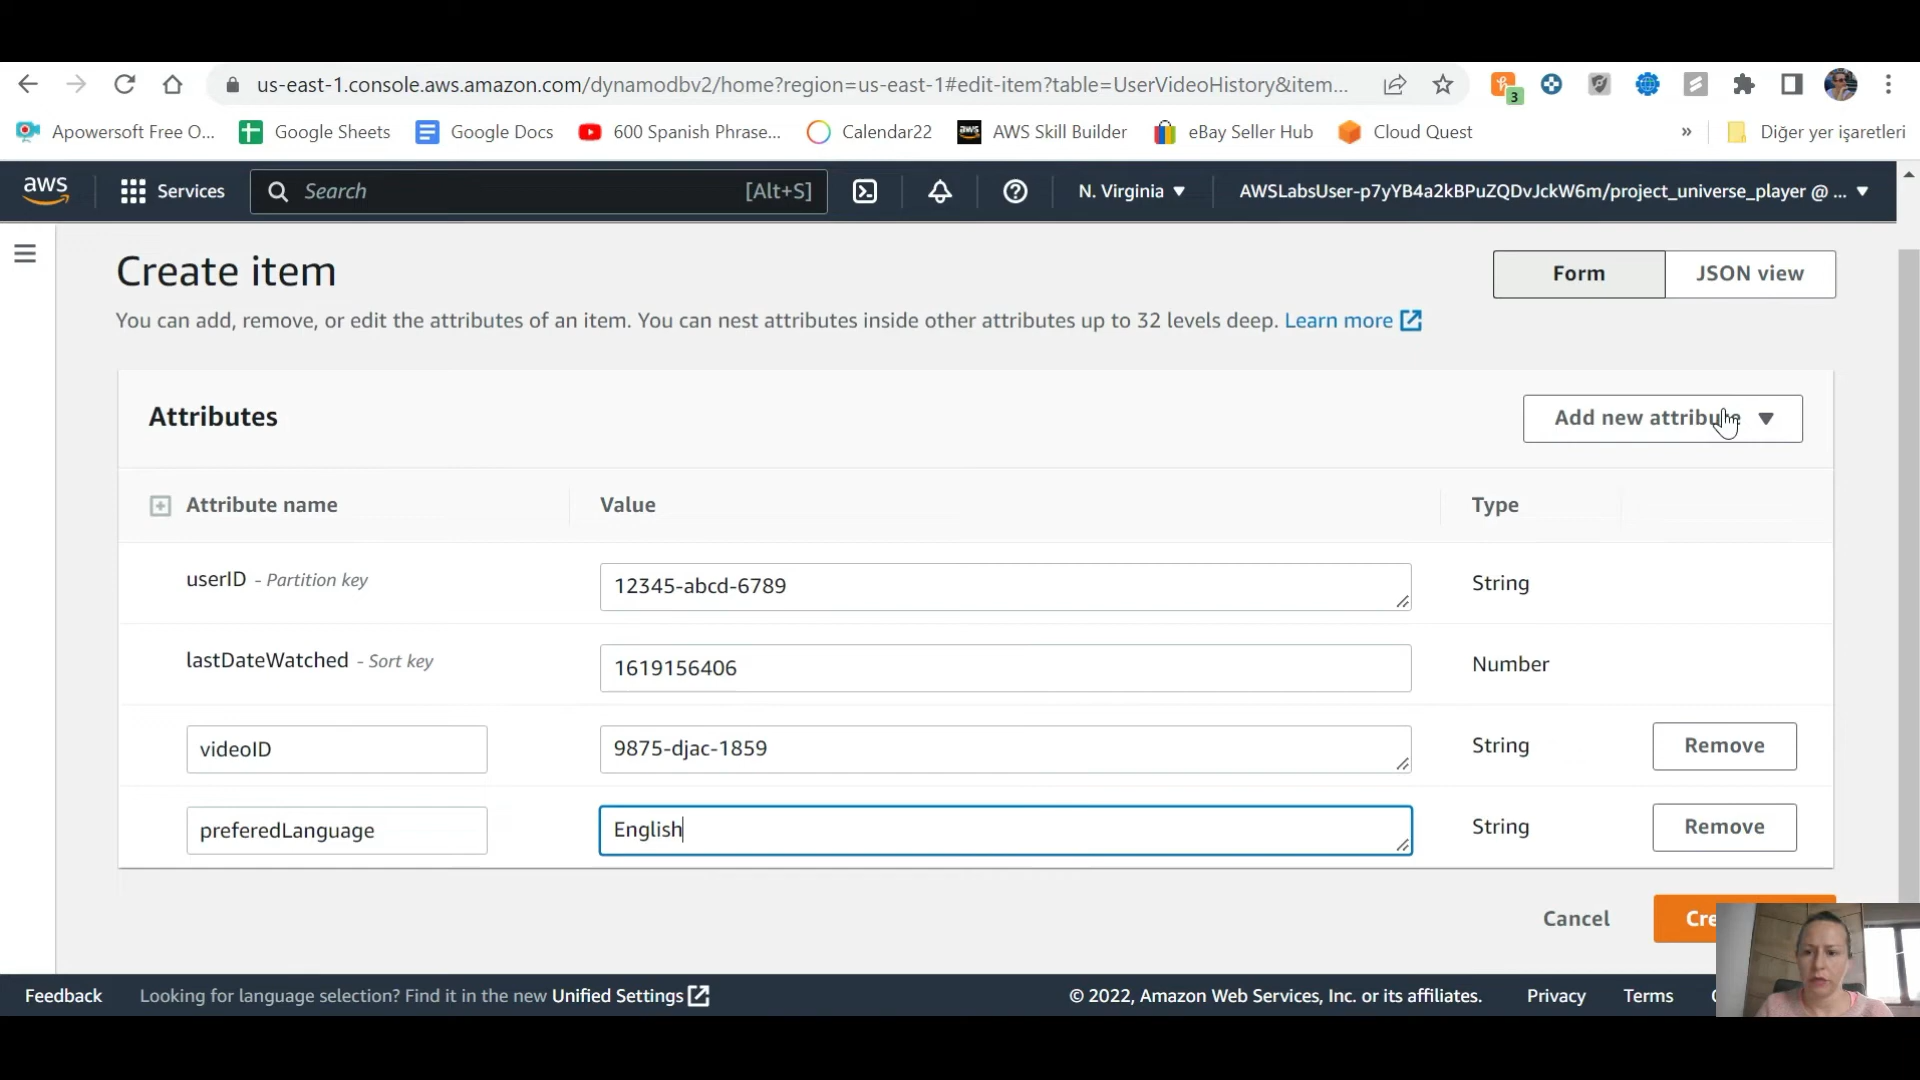 us-east-1.console.aws.amazon.com/dynamodbv2/home?region=us-east-1#edit-item?table=UserVideoHistory&item...
3
Apowersoft Free O... Google Sheets Google Docs 600 Spanish Phrase... Calendar22 aws AWS Skill Builder eBay Seller Hub Cloud Quest » Diğer yer işaretleri
aws Services Search [Alt+S] N. Virginia AWSLabsUser-p7yYB4a2kBPuZQDvJckW6m/project_universe_player @ ...
Create item
Form JSON view
You can add, remove, or edit the attributes of an item. You can nest attributes inside other attributes up to 32 levels deep. Learn more
Attributes
Add new attribute
Attribute name Value Type
userID - Partition key 12345-abcd-6789 String
lastDateWatched - Sort key 1619156406 Number
videoID 9875-djac-1859 String Remove
preferedLanguage English String Remove
Cancel Cre
Feedback Looking for language selection? Find it in the new Unified Settings © 2022, Amazon Web Services, Inc. or its affiliates. Privacy Terms